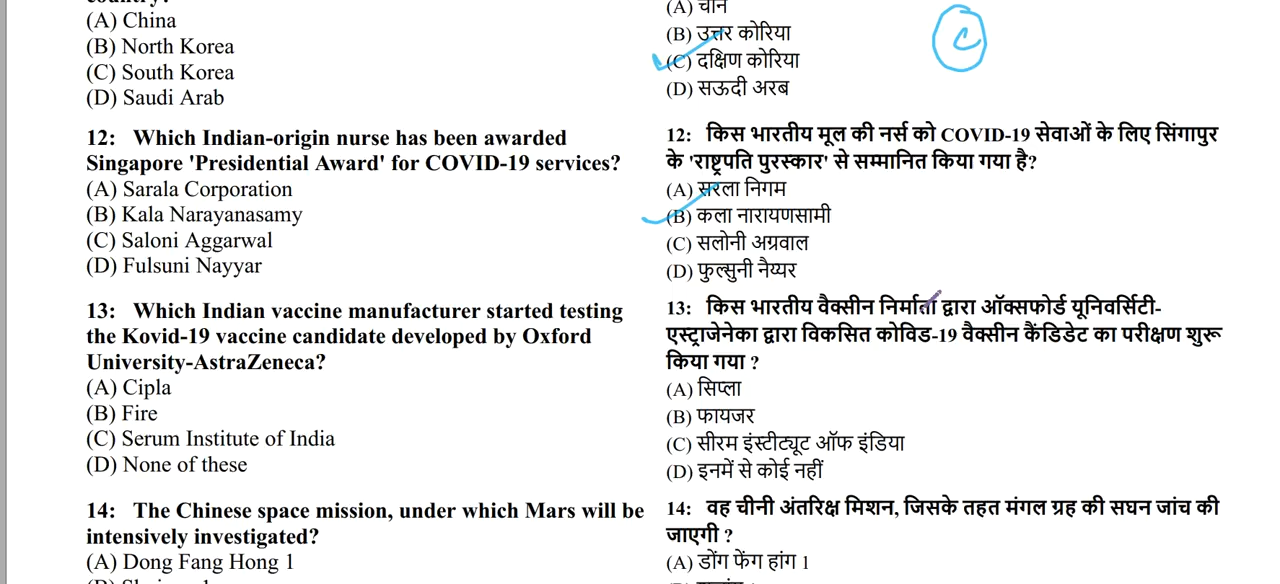 (A) China
(B) North Korea
(C) South Korea
(D) Saudi Arab
12: Which Indian-origin nurse has been awarded
Singapore 'Presidential Award' for COVID-19 services?
(A) Sarala Corporation
(B) Kala Narayanasamy
(C) Saloni Aggarwal
(D) Fulsuni Nayyar
13: Which Indian vaccine manufacturer started testing
the Kovid-19 vaccine candidate developed by Oxford
University-AstraZeneca?
(A) Cipla
(B) Fire
(C) Serum Institute of India
(D) None of these
14: The Chinese space mission, under which Mars will be
intensively investigated?
(A) Dong Fang Hong 1
(A) चीन
(B) उत्तर कोरिया
(C) दक्षिण कोरिया
(D) सऊदी अरब
C
12: किस भारतीय मूल की नर्स को COVID-19 सेवाओं के लिए सिंगापुर
के 'राष्ट्रपति पुरस्कार' से सम्मानित किया गया है?
(A) सरला निगम
(B) कला नारायणसामी
(C) सलोनी अग्रवाल
(D) फुल्सुनी नैय्यर
13: किस भारतीय वैक्सीन निर्माता द्वारा ऑक्सफोर्ड यूनिवर्सिटी-
एस्ट्राजेनेका द्वारा विकसित कोविड-19 वैक्सीन कैंडिडेट का परीक्षण शुरू
किया गया ?
(A) सिप्ला
(B) फायजर
(C) सीरम इंस्टीट्यूट ऑफ इंडिया
(D) इनमें से कोई नहीं
14: वह चीनी अंतरिक्ष मिशन, जिसके तहत मंगल ग्रह की सघन जांच की
जाएगी ?
(A) डोंग फेंग हांग 1